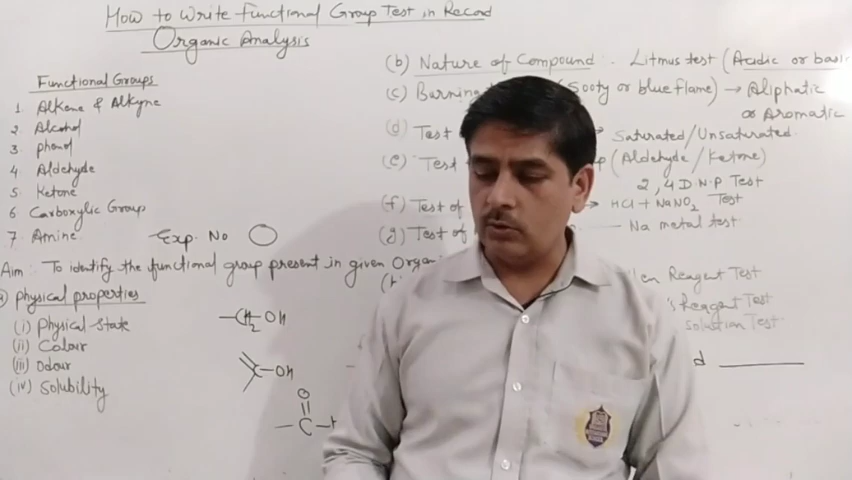 How to Write Functional Group Test in Record
Organic Analysis
Functional Groups
1. Alkene & Alkyne
2 Alcohol
3 phenol
4 Aldehyde
5. Ketone
6 Carboxylic Group
7. Amine
Exp. No
Aim: To identify the functional group present in given Organ
Physical properties
(i) Physical State
(ii) Colour
(iii) Odour
(iv) Solubility
-CH2-OH
C-OH
O
-C-H
(b) Nature of Compound: Litmus test (Acidic or basi
(c) Burning (Sooty or blue flame) → Aliphatic
or Aromatic
(d) Test → Saturated/Unsaturated
(e) Test (Aldehyde/Ketone)
2,4 D.N.P Test
(f) Test of → HCl + NaNO2 Test
(g) Test of Na metal test
Reagent Test
Reagent Test
solution Test
d